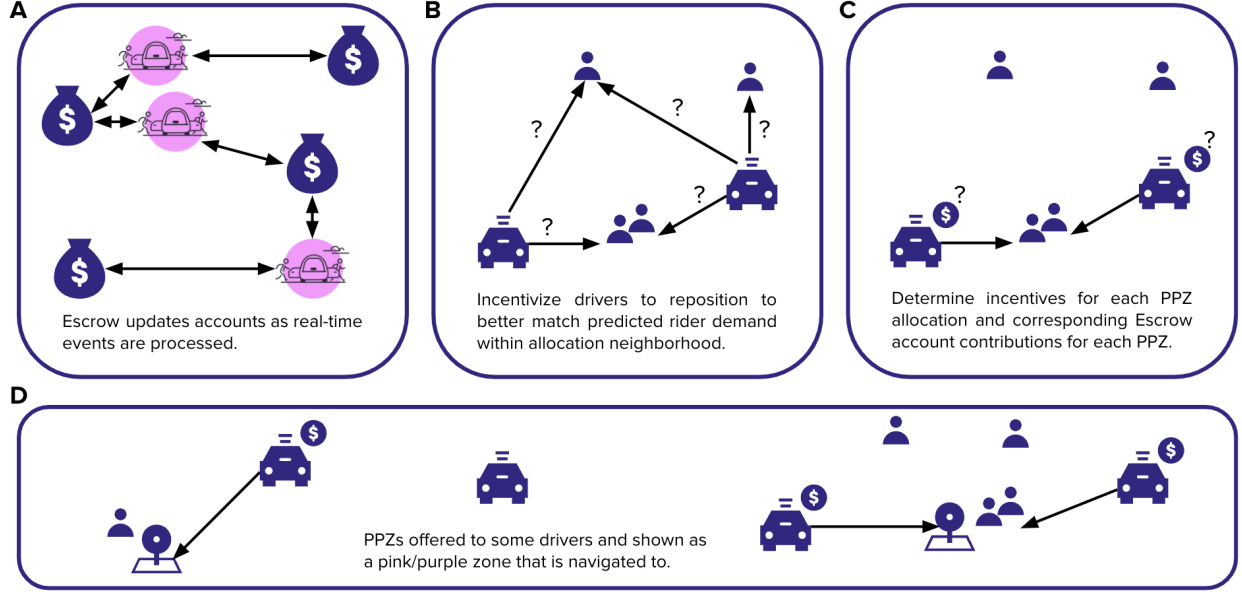 A
B
C
$
$
$
$
Escrow updates accounts as real-time
events are processed.
?
?
?
?
?
Incentivize drivers to reposition to
better match predicted rider demand
within allocation neighborhood.
$ ?
$ ?
Determine incentives for each PPZ
allocation and corresponding Escrow
account contributions for each PPZ.
D
$
PPZs offered to some drivers and shown as
a pink/purple zone that is navigated to.
$
$